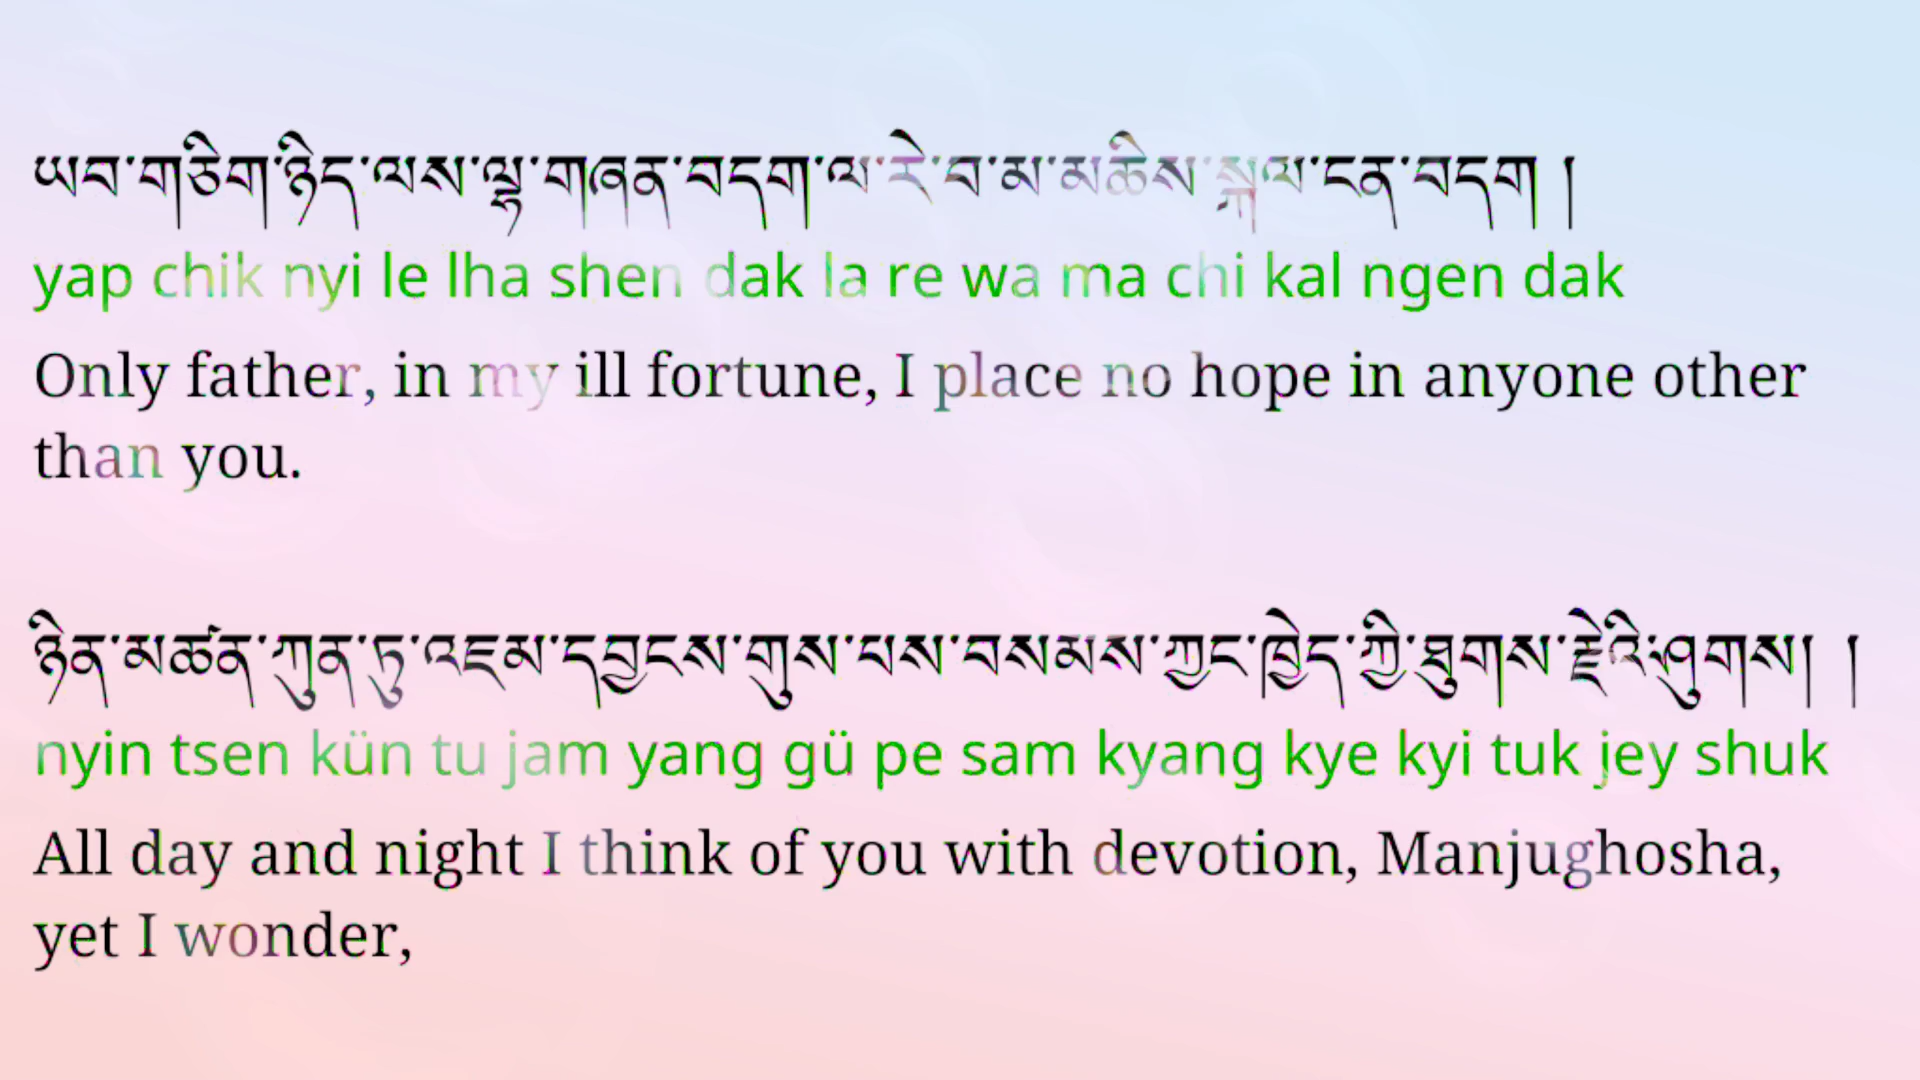 ཡབ་གཅིག་ཉིད་ལས་ལྷ་གཞན་བདག་ལ་རེ་བ་མ་མཆིས་སྐལ་ངན་བདག །
yap chik nyi le lha shen dak la re wa ma chi kal ngen dak
Only father, in my ill fortune, I place no hope in anyone other
than you.
ཉིན་མཚན་ཀུན་ཏུ་འཇམ་དབྱངས་གུས་པས་བསམས་ཀྱང་ཁྱེད་ཀྱི་ཐུགས་རྗེའི་ཤུགས། །
nyin tsen kün tu jam yang gü pe sam kyang kye kyi tuk jey shuk
All day and night I think of you with devotion, Manjughosha,
yet I wonder,